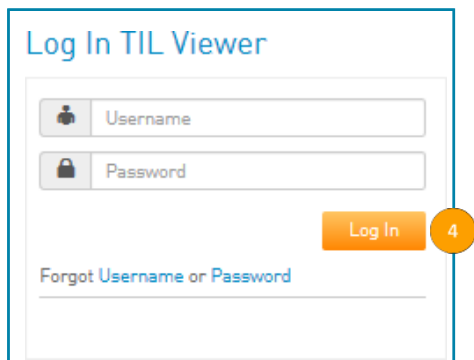 Log In TIL Viewer
Username
Password
Log In
4
Forgot Username or Password